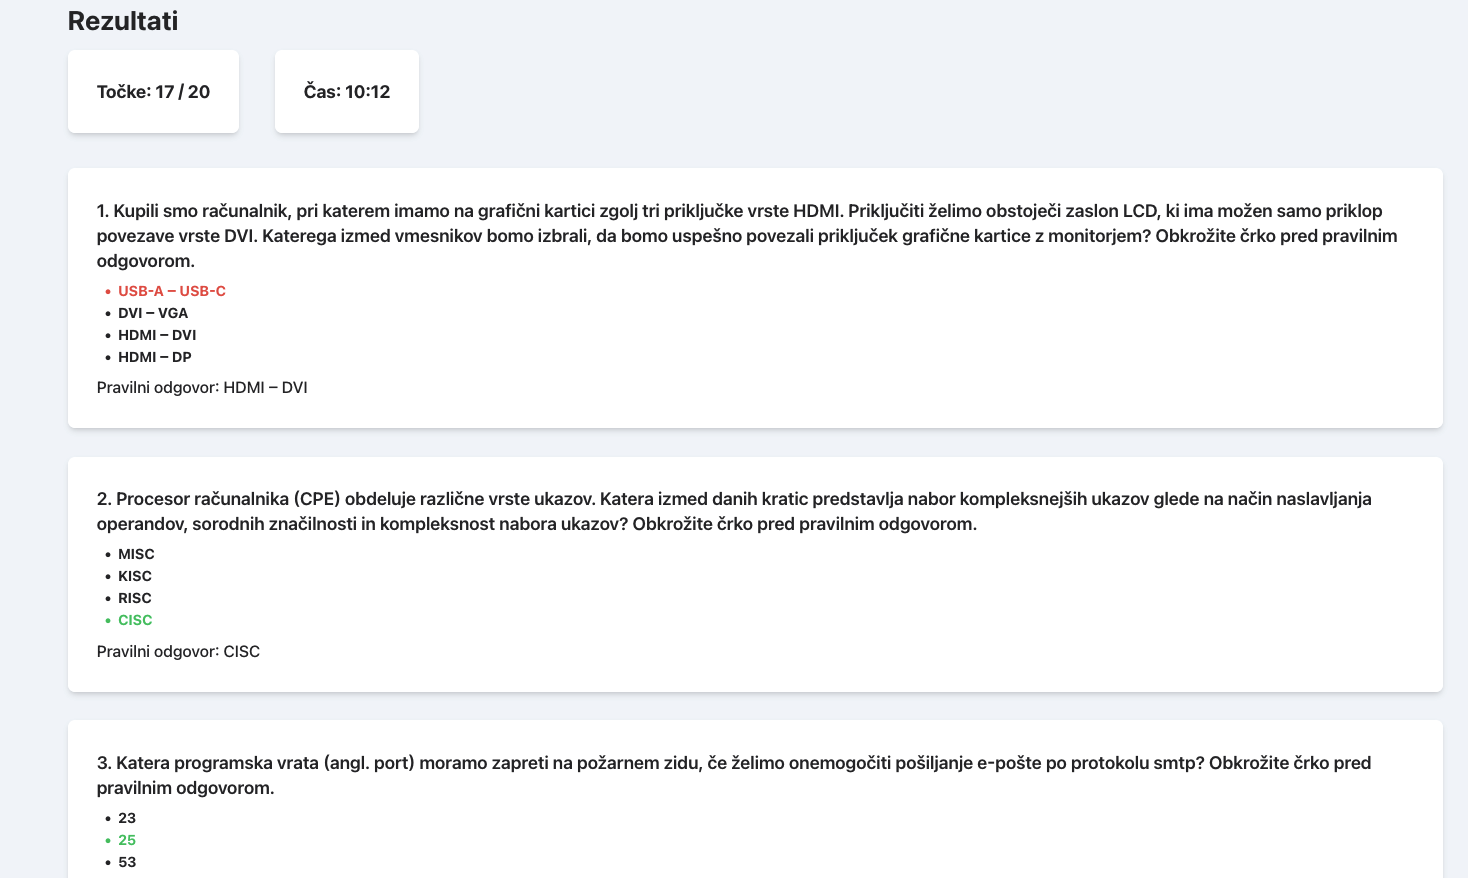 Rezultati
Točke: 17 / 20
Čas: 10:12
1. Kupili smo računalnik, pri katerem imamo na grafični kartici zgolj tri priključke vrste HDMI. Priključiti želimo obstoječi zaslon LCD, ki ima možen samo priklop
povezave vrste DVI. Katerega izmed vmesnikov bomo izbrali, da bomo uspešno povezali priključek grafične kartice z monitorjem? Obkrožite črko pred pravilnim
odgovorom.
• USB-A – USB-C
• DVI – VGA
• HDMI – DVI
• HDMI – DP
Pravilni odgovor: HDMI – DVI
2. Procesor računalnika (CPE) obdeluje različne vrste ukazov. Katera izmed danih kratic predstavlja nabor kompleksnejših ukazov glede na način naslavljanja
operandov, sorodnih značilnosti in kompleksnost nabora ukazov? Obkrožite črko pred pravilnim odgovorom.
• MISC
• KISC
• RISC
• CISC
Pravilni odgovor: CISC
3. Katera programska vrata (angl. port) moramo zapreti na požarnem zidu, če želimo onemogočiti pošiljanje e-pošte po protokolu smtp? Obkrožite črko pred
pravilnim odgovorom.
• 23
• 25
• 53